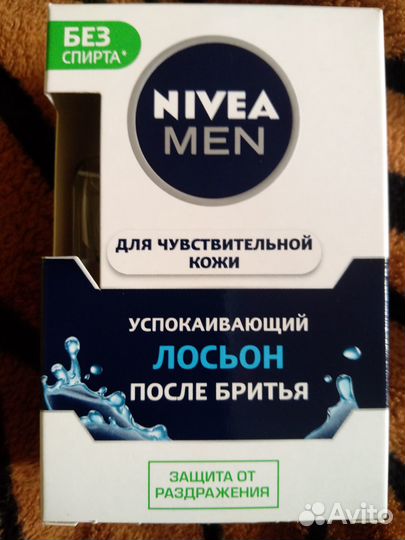 БЕЗ
СПИРТА*
NIVEA
MEN
ДЛЯ ЧУВСТВИТЕЛЬНОЙ
КОЖИ
УСПОКАИВАЮЩИЙ
ЛОСЬОН
ПОСЛЕ БРИТЬЯ
ЗАЩИТА ОТ
РАЗДРАЖЕНИЯ
Avito